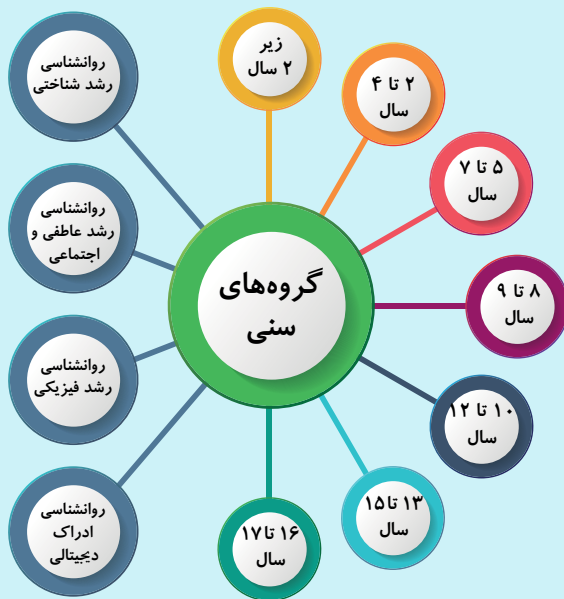 گروه‌های
سنی
زیر
۲ سال
۲ تا ۴
سال
۵ تا ۷
سال
۸ تا ۹
سال
۱۰ تا ۱۲
سال
۱۳ تا۱۵
سال
۱۶ تا۱۷
سال
روانشناسی
رشد شناختی
روانشناسی
رشد عاطفی و
اجتماعی
روانشناسی
رشد فیزیکی
روانشناسی
ادراک
دیجیتالی